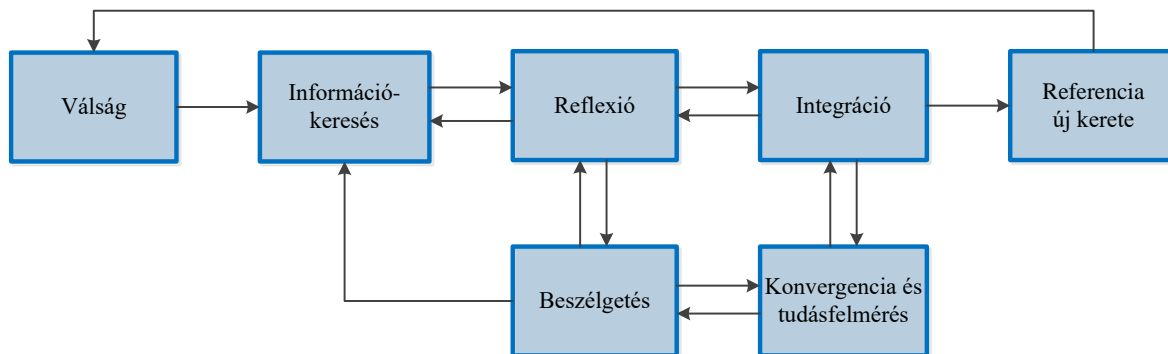 Válság
Információ-
keresés
Reflexió
Integráció
Referencia
új kerete
Beszélgetés
Konvergencia és
tudásfelmérés